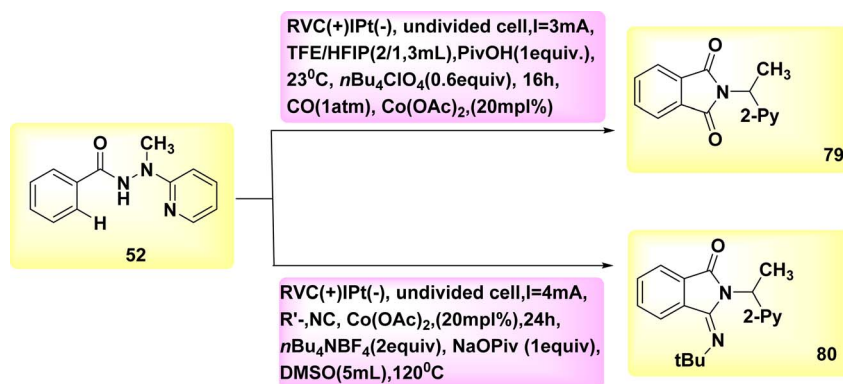 RVC(+)IPt(-), undivided cell,I=3mA,
TFE/HFIP(2/1,3mL),PivOH(1equiv.),
23⁰C, nBu₄ClO₄(0.6equiv), 16h,
CO(1atm), Co(OAc)₂,(20mpl%)
O
N
CH₃
2-Py
O
79
O
CH₃
N
N
H
N
H
52
RVC(+)IPt(-), undivided cell,I=4mA,
R'-,NC, Co(OAc)₂,(20mpl%),24h,
nBu₄NBF₄(2equiv), NaOPiv (1equiv),
DMSO(5mL),120⁰C
O
CH₃
N
2-Py
N
tBu
80